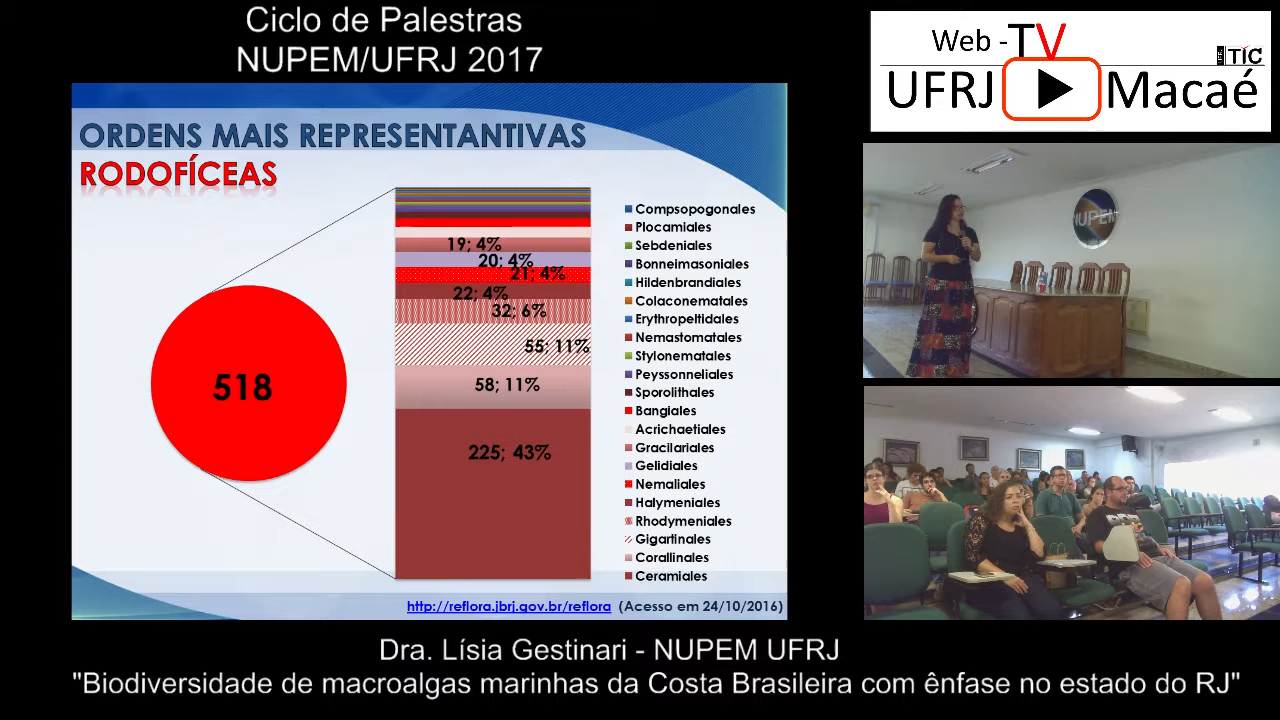 Ciclo de Palestras
NUPEM/UFRJ 2017
Web -TV
TIC
UFRJ Macaé
ORDENS MAIS REPRESENTANTIVAS
RODOFÍCEAS
518
19; 4%
20; 4%
21; 4%
22; 4%
32; 6%
55; 11%
58; 11%
225; 43%
Compsopogonales
Plocamiales
Sebdeniales
Bonneimasoniales
Hildenbrandiales
Colaconematales
Erythropeltidales
Nemastomatales
Stylonematales
Peyssonneliales
Sporolithales
Bangiales
Acrichaetiales
Gracilariales
Gelidiales
Nemaliales
Halymeniales
Rhodymeniales
Gigartinales
Corallinales
Ceramiales
http://reflora.jbrj.gov.br/reflora (Acesso em 24/10/2016)
NUPEM
Dra. Lísia Gestinari - NUPEM UFRJ
"Biodiversidade de macroalgas marinhas da Costa Brasileira com ênfase no estado do RJ"